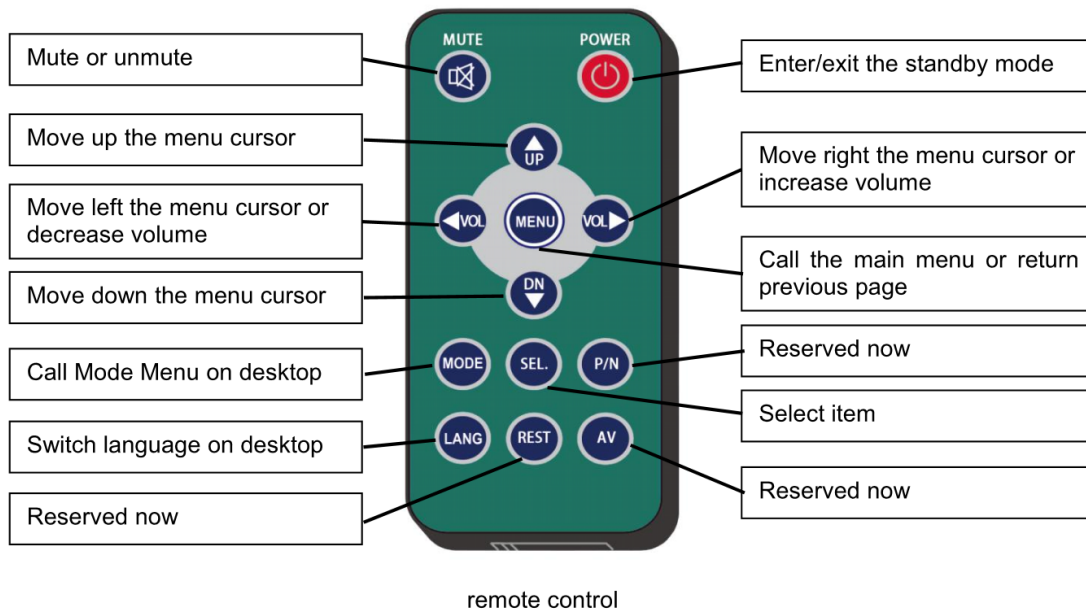 MUTE
POWER
Mute or unmute
Enter/exit the standby mode
Move up the menu cursor
UP
Move right the menu cursor or
increase volume
Move left the menu cursor or
decrease volume
VOL
MENU
VOL
Call the main menu or return
previous page
Move down the menu cursor
DN
Reserved now
Call Mode Menu on desktop
MODE
SEL.
P/N
Select item
Switch language on desktop
LANG
REST
AV
Reserved now
Reserved now
remote control